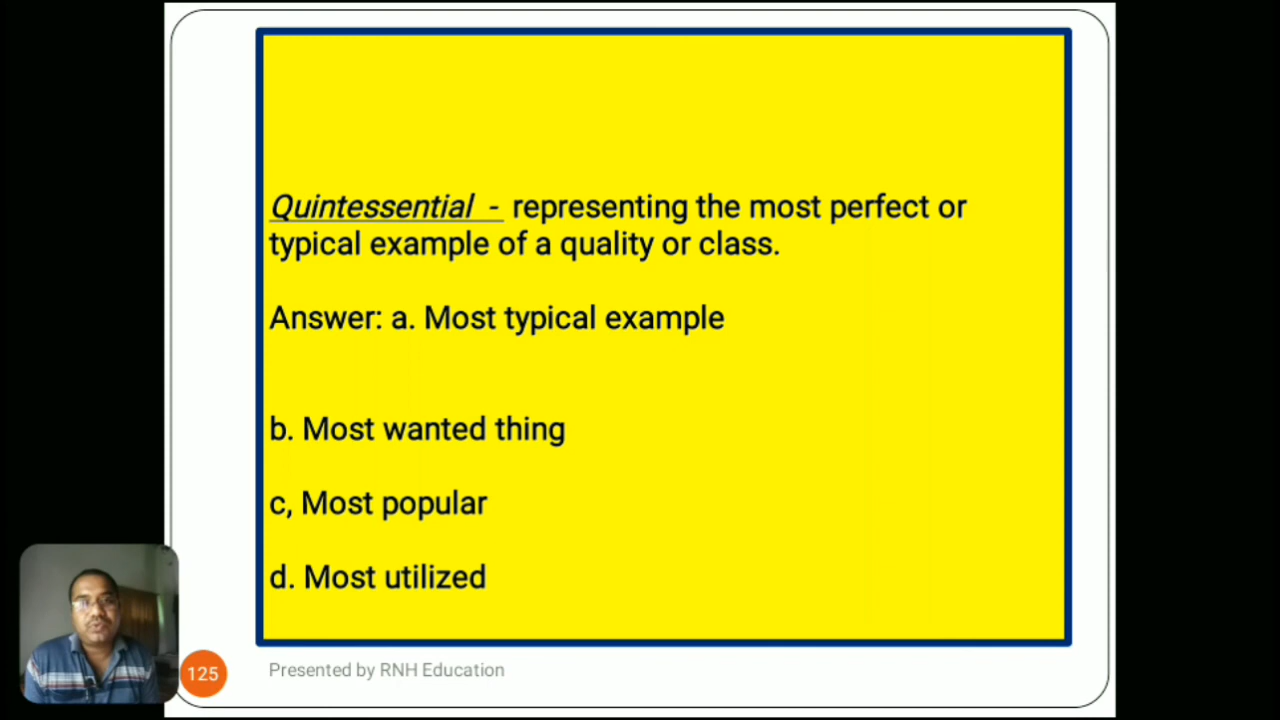 Quintessential - representing the most perfect or
typical example of a quality or class.
Answer: a. Most typical example
b. Most wanted thing
c, Most popular
d. Most utilized
125
Presented by RNH Education